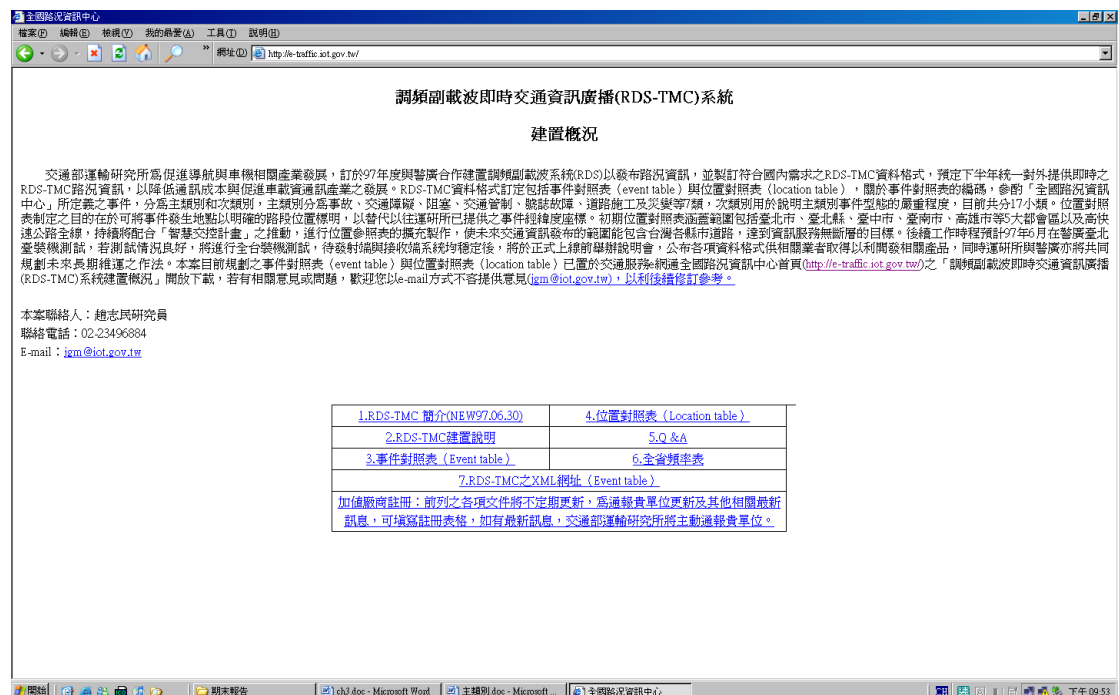 全國路況資訊中心
檔案(F) 編輯(E) 檢視(V) 我的最愛(A) 工具(T) 說明(H)
網址(D) http://e-traffic.iot.gov.tw/
調頻副載波即時交通資訊廣播(RDS-TMC)系統
建置概況
交通部運輸研究所為促進導航與車機相關產業發展，訂於97年度與警廣合作建置調頻副載波系統(RDS)以發布路況資訊，並製訂符合國內需求之RDS-TMC資料格式，預定下半年統一對外提供即時之
RDS-TMC路況資訊，以降低通訊成本與促進車載資通訊產業之發展。RDS-TMC資料格式訂定包括事件對照表（event table）與位置對照表（location table），關於事件對照表的編碼，參酌「全國路況資訊
中心」所定義之事件，分為主類別和次類別，主類別分為事故、交通障礙、阻塞、交通管制、號誌故障、道路施工及災變等7類，次類別用於說明主類別事件型態的嚴重程度，目前共分17小類。位置對照
表制定之目的在於可將事件發生地點以明確的路段位置標明，以替代以往運研所已提供之事件經緯度座標。初期位置對照表涵蓋範圍包括臺北市、臺北縣、臺中市、臺南市、高雄市等5大都會區以及高快
速公路全線，持續將配合「智慧交控計畫」之推動，進行位置參照表的擴充製作，使未來交通資訊發布的範圍能包含台灣各縣市道路，達到資訊服務無斷層的目標。後續工作時程預計97年6月在警廣臺北
臺裝機測試，若測試情況良好，將進行全台裝機測試，待發射端與接收端系統均穩定後，將於正式上線前舉辦說明會，公布各項資料格式供相關業者取得以利開發相關產品，同時運研所與警廣亦將共同
規劃未來長期維運之作法。本案目前規劃之事件對照表（event table）與位置對照表（location table）已置於交通服務e網通全國路況資訊中心首頁(http://e-traffic.iot.gov.tw/)之「調頻副載波即時交通資訊廣播
(RDS-TMC)系統建置概況」開放下載，若有相關意見或問題，歡迎您以e-mail方式不吝提供意見(jgm@iot.gov.tw)，以利後續修訂參考。
本案聯絡人：趙志民研究員
聯絡電話：02-23496884
E-mail：jgm@iot.gov.tw
1.RDS-TMC 簡介(NEW97.06.30) 4.位置對照表（Location table）
2.RDS-TMC建置說明 5.Q &A
3.事件對照表（Event table） 6.全省頻率表
7.RDS-TMC之XML網址（Event table）
加值廠商註冊：前列之各項文件將不定期更新，為通報貴單位更新及其他相關最新
訊息，可填寫註冊表格，如有最新訊息，交通部運輸研究所將主動通報貴單位。
開始 期末報告 ch3.doc - Microsoft Word 主類別.doc - Microsoft ... 全國路況資訊中心 下午 09:53